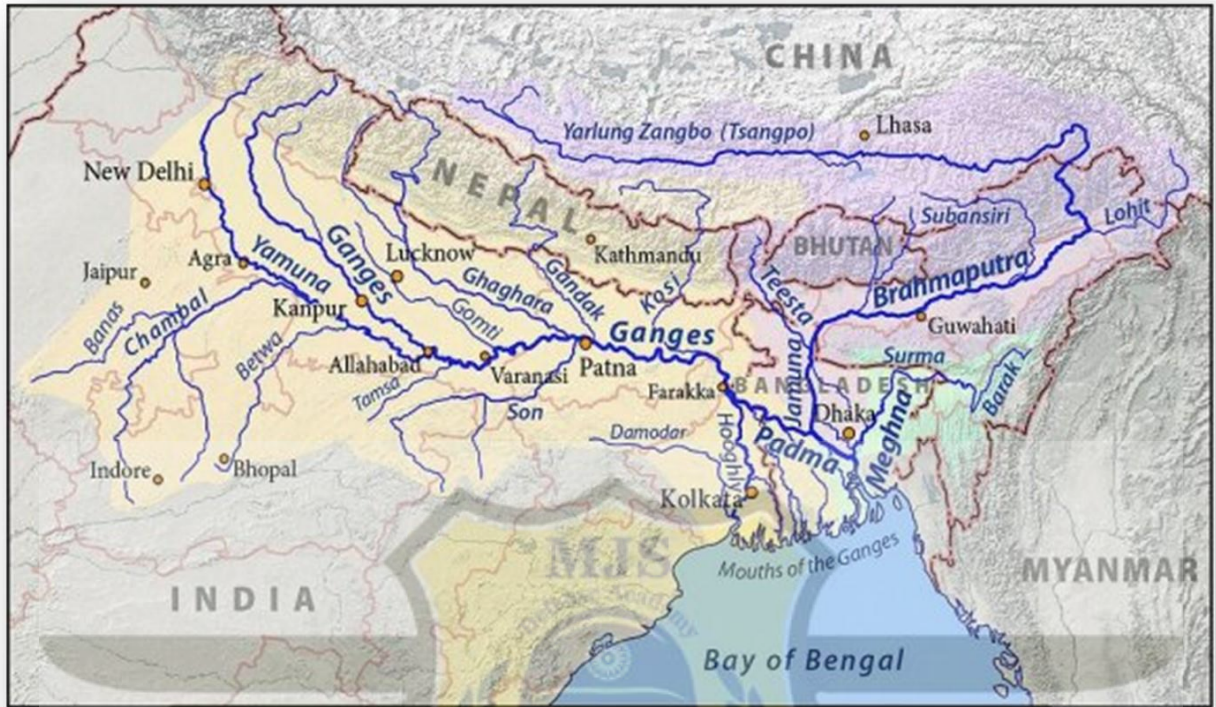 CHINA
Yarlung Zangbo (Tsangpo)
Lhasa
New Delhi
NEPAL
Subansiri
Lohit
BHUTAN
Agra
Yamuna
Ganges
Lucknow
Kathmandu
Jaipur
Ghaghara
Gandak
Kosi
Teesta
Brahmaputra
Banas
Chambal
Kanpur
Gomti
Ganges
Guwahati
Betwa
Allahabad
Varanasi
Patna
Surma
Tamsa
Son
Farakka
BANGLADESH
Jamuna
Barak
Dhaka
Meghna
Damodar
Hooghly
Padma
Indore
Bhopal
Kolkata
MJS
Mouths of the Ganges
Academy
INDIA
MYANMAR
Bay of Bengal